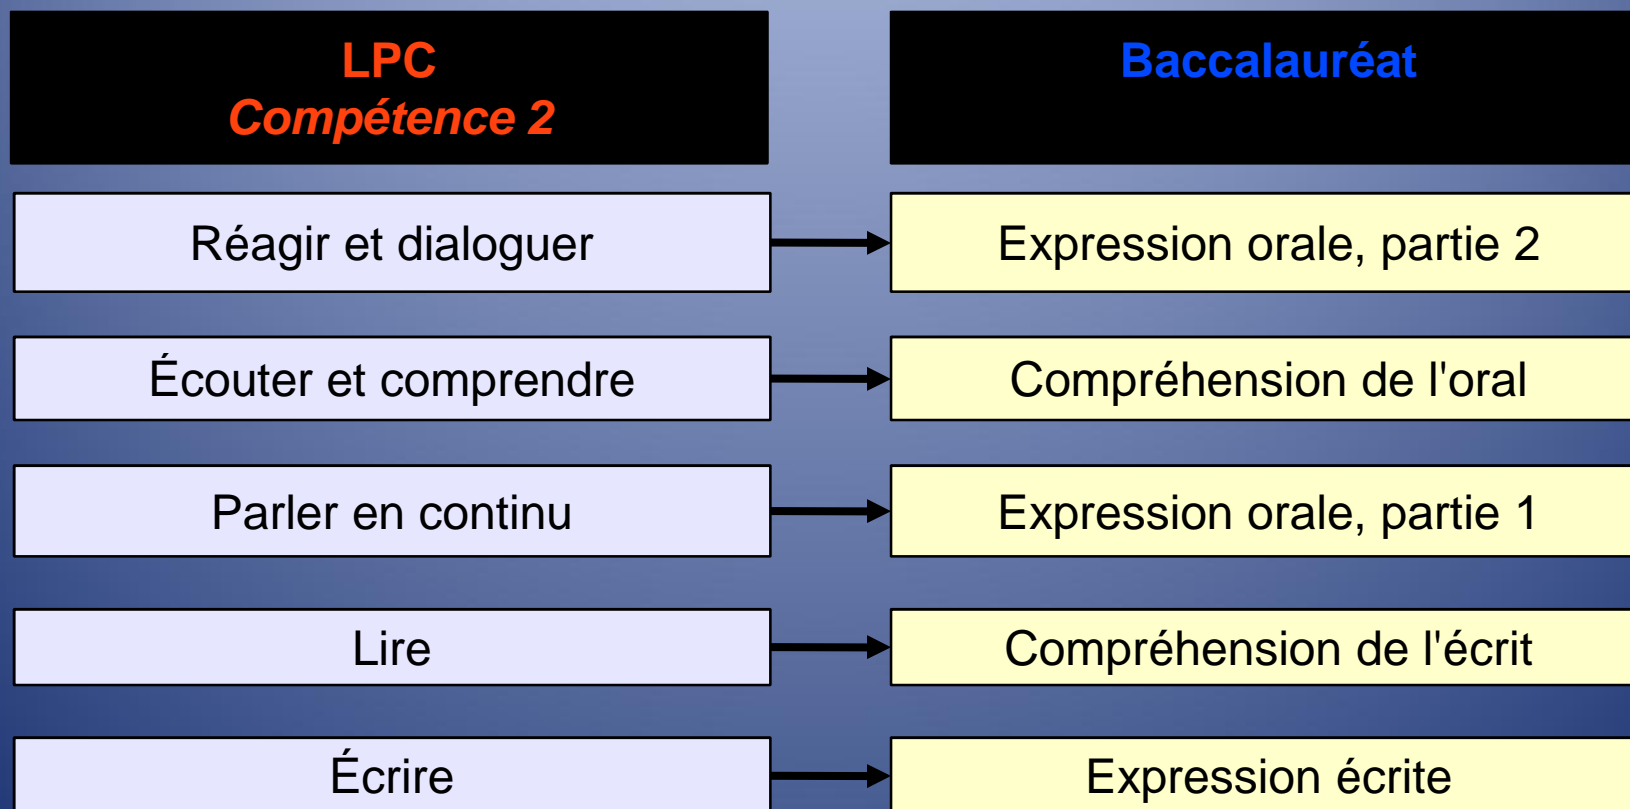 LPC
Compétence 2
Baccalauréat
Réagir et dialoguer
Expression orale, partie 2
Écouter et comprendre
Compréhension de l'oral
Parler en continu
Expression orale, partie 1
Lire
Compréhension de l'écrit
Écrire
Expression écrite